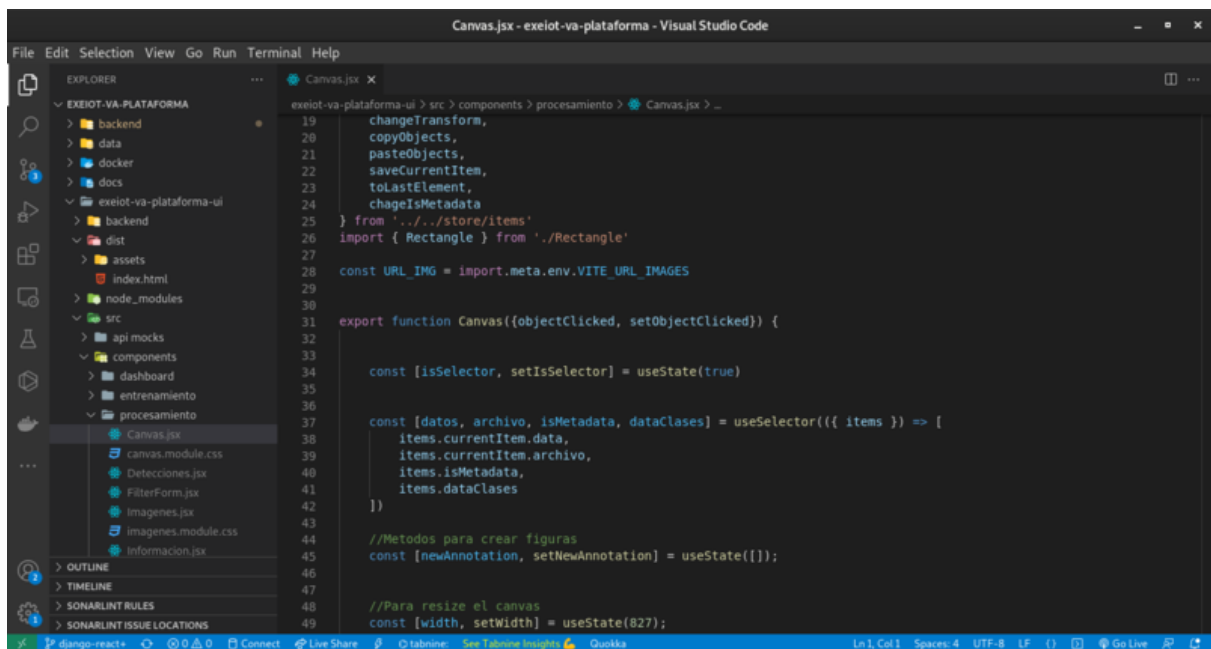 Canvas.jsx - exeiot-va-plataforma - Visual Studio Code
File Edit Selection View Go Run Terminal Help
EXPLORER
Canvas.jsx
EXEIOT-VA-PLATAFORMA
backend
data
docker
docs
exeiot-va-plataforma-ui
backend
dist
assets
index.html
node_modules
src
api mocks
components
dashboard
entrenamiento
procesamiento
Canvas.jsx
canvas.module.css
Detecciones.jsx
FilterForm.jsx
Imagenes.jsx
imagenes.module.css
Informacion.jsx
OUTLINE
TIMELINE
SONARLINT RULES
SONARLINT ISSUE LOCATIONS
exeiot-va-plataforma-ui > src > components > procesamiento > Canvas.jsx > ...
19 changeTransform,
20 copyObjects,
21 pasteObjects,
22 saveCurrentItem,
23 toLastElement,
24 chageIsMetadata
25 } from '../../store/items'
26 import { Rectangle } from './Rectangle'
27
28 const URL_IMG = import.meta.env.VITE_URL_IMAGES
29
30
31 export function Canvas({objectClicked, setObjectClicked}) {
32
33
34 const [isSelector, setIsSelector] = useState(true)
35
36
37 const [datos, archivo, isMetadata, dataClases] = useSelector(({ items }) => [
38 items.currentItem.data,
39 items.currentItem.archivo,
40 items.isMetadata,
41 items.dataClases
42 ])
43
44 //Metodos para crear figuras
45 const [newAnnotation, setNewAnnotation] = useState([]);
46
47
48 //Para resize el canvas
49 const [width, setWidth] = useState(827);
3
2
1
django-react+ 0 0 0 Connect Live Share tabnine: See Tabnine Insights Quokka Ln 1, Col 1 Spaces: 4 UTF-8 LF Go Live